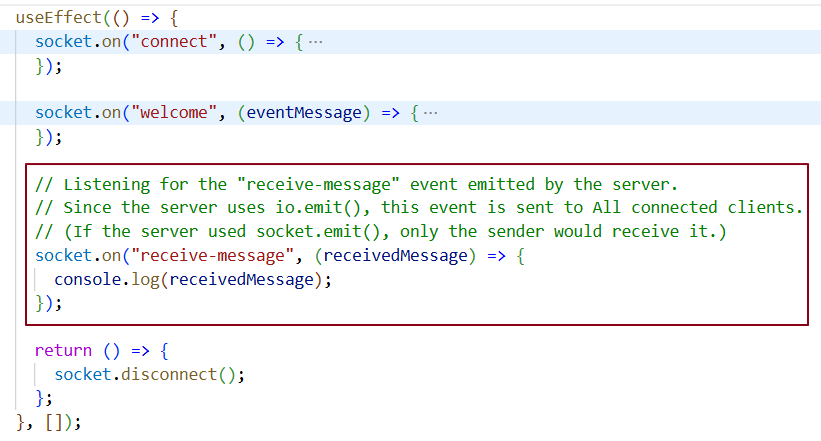 useEffect(() => {
  socket.on("connect", () => { ···
  });

  socket.on("welcome", (eventMessage) => { ···
  });

  // Listening for the "receive-message" event emitted by the server.
  // Since the server uses io.emit(), this event is sent to All connected clients.
  // (If the server used socket.emit(), only the sender would receive it.)
  socket.on("receive-message", (receivedMessage) => {
    console.log(receivedMessage);
  });

  return () => {
    socket.disconnect();
  };
}, []);